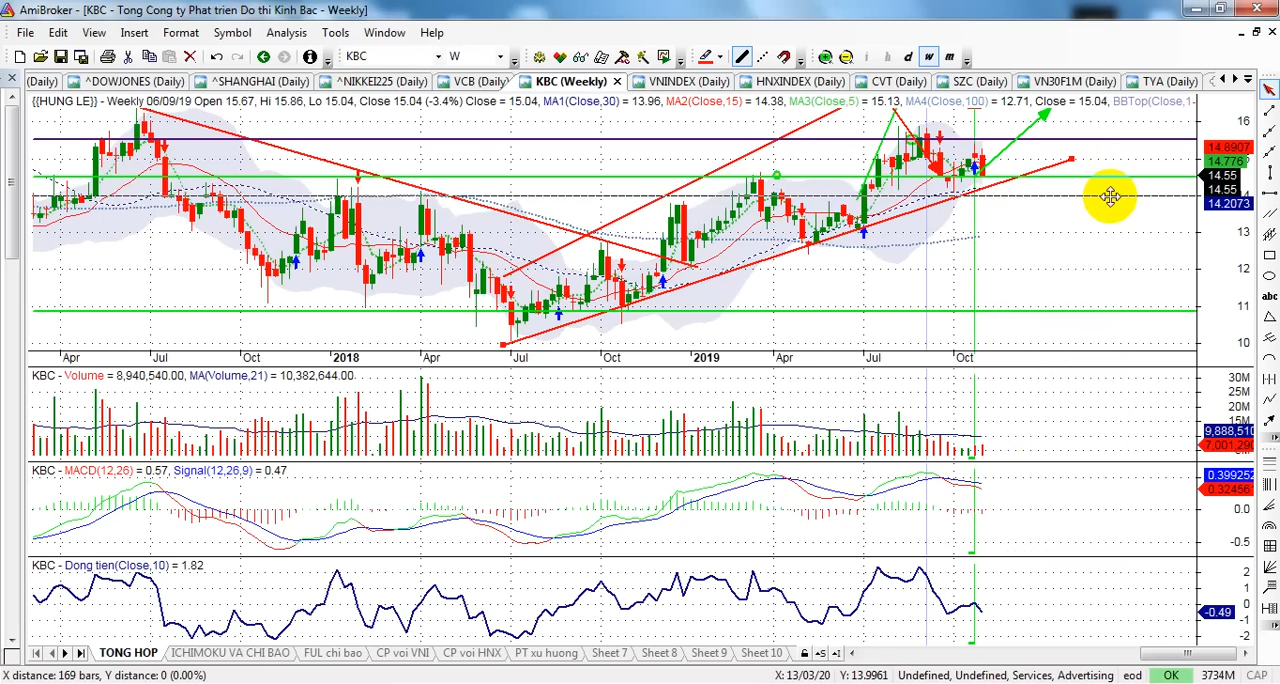 AmiBroker - [KBC - Tong Cong ty Phat trien Do thi Kinh Bac - Weekly]
File Edit View Insert Format Symbol Analysis Tools Window Help
KBC W i h d w m
(Daily) ^DOWJONES (Daily) ^SHANGHAI (Daily) ^NIKKEI225 (Daily) VCB (Daily) KBC (Weekly) VNINDEX (Daily) HNXINDEX (Daily) CVT (Daily) SZC (Daily) VN30F1M (Daily) TYA (Daily)
{{HUNG LE}} - Weekly 06/09/19 Open 15.67, Hi 15.86, Lo 15.04, Close 15.04 (-3.4%) Close = 15.04, MA1(Close,30) = 13.96, MA2(Close,15) = 14.38, MA3(Close,5) = 15.13, MA4(Close,100) = 12.71, Close = 15.04, BBTop(Close,1
16
14.8907
14.776
14.55
14.55
14.2073
13
12
11
10
Apr Jul Oct 2018 Apr Jul Oct 2019 Apr Jul Oct
KBC - Volume = 8,940,540.00, MA(Volume,21) = 10,382,644.00
30M
25M
20M
15M
9,888,510
7,001,290
KBC - MACD(12,26) = 0.57, Signal(12,26,9) = 0.47
0.399252
0.32456
0.0
-0.5
KBC - Dong tien(Close,10) = 1.82
2
1
0
-0.49
-1
-2
TONG HOP ICHIMOKU VA CHI BAO FUL chi bao CP voi VNI CP voi HNX PT xu huong Sheet 7 Sheet 8 Sheet 9 Sheet 10
abc
X distance: 169 bars, Y distance: 0 (0.00%) X: 13/03/20 Y: 13.9961 Undefined, Undefined, Services, Advertising eod OK 3734M CAP